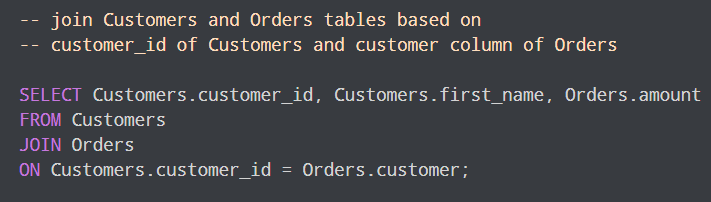 -- join Customers and Orders tables based on
-- customer_id of Customers and customer column of Orders
SELECT Customers.customer_id, Customers.first_name, Orders.amount
FROM Customers
JOIN Orders
ON Customers.customer_id = Orders.customer;